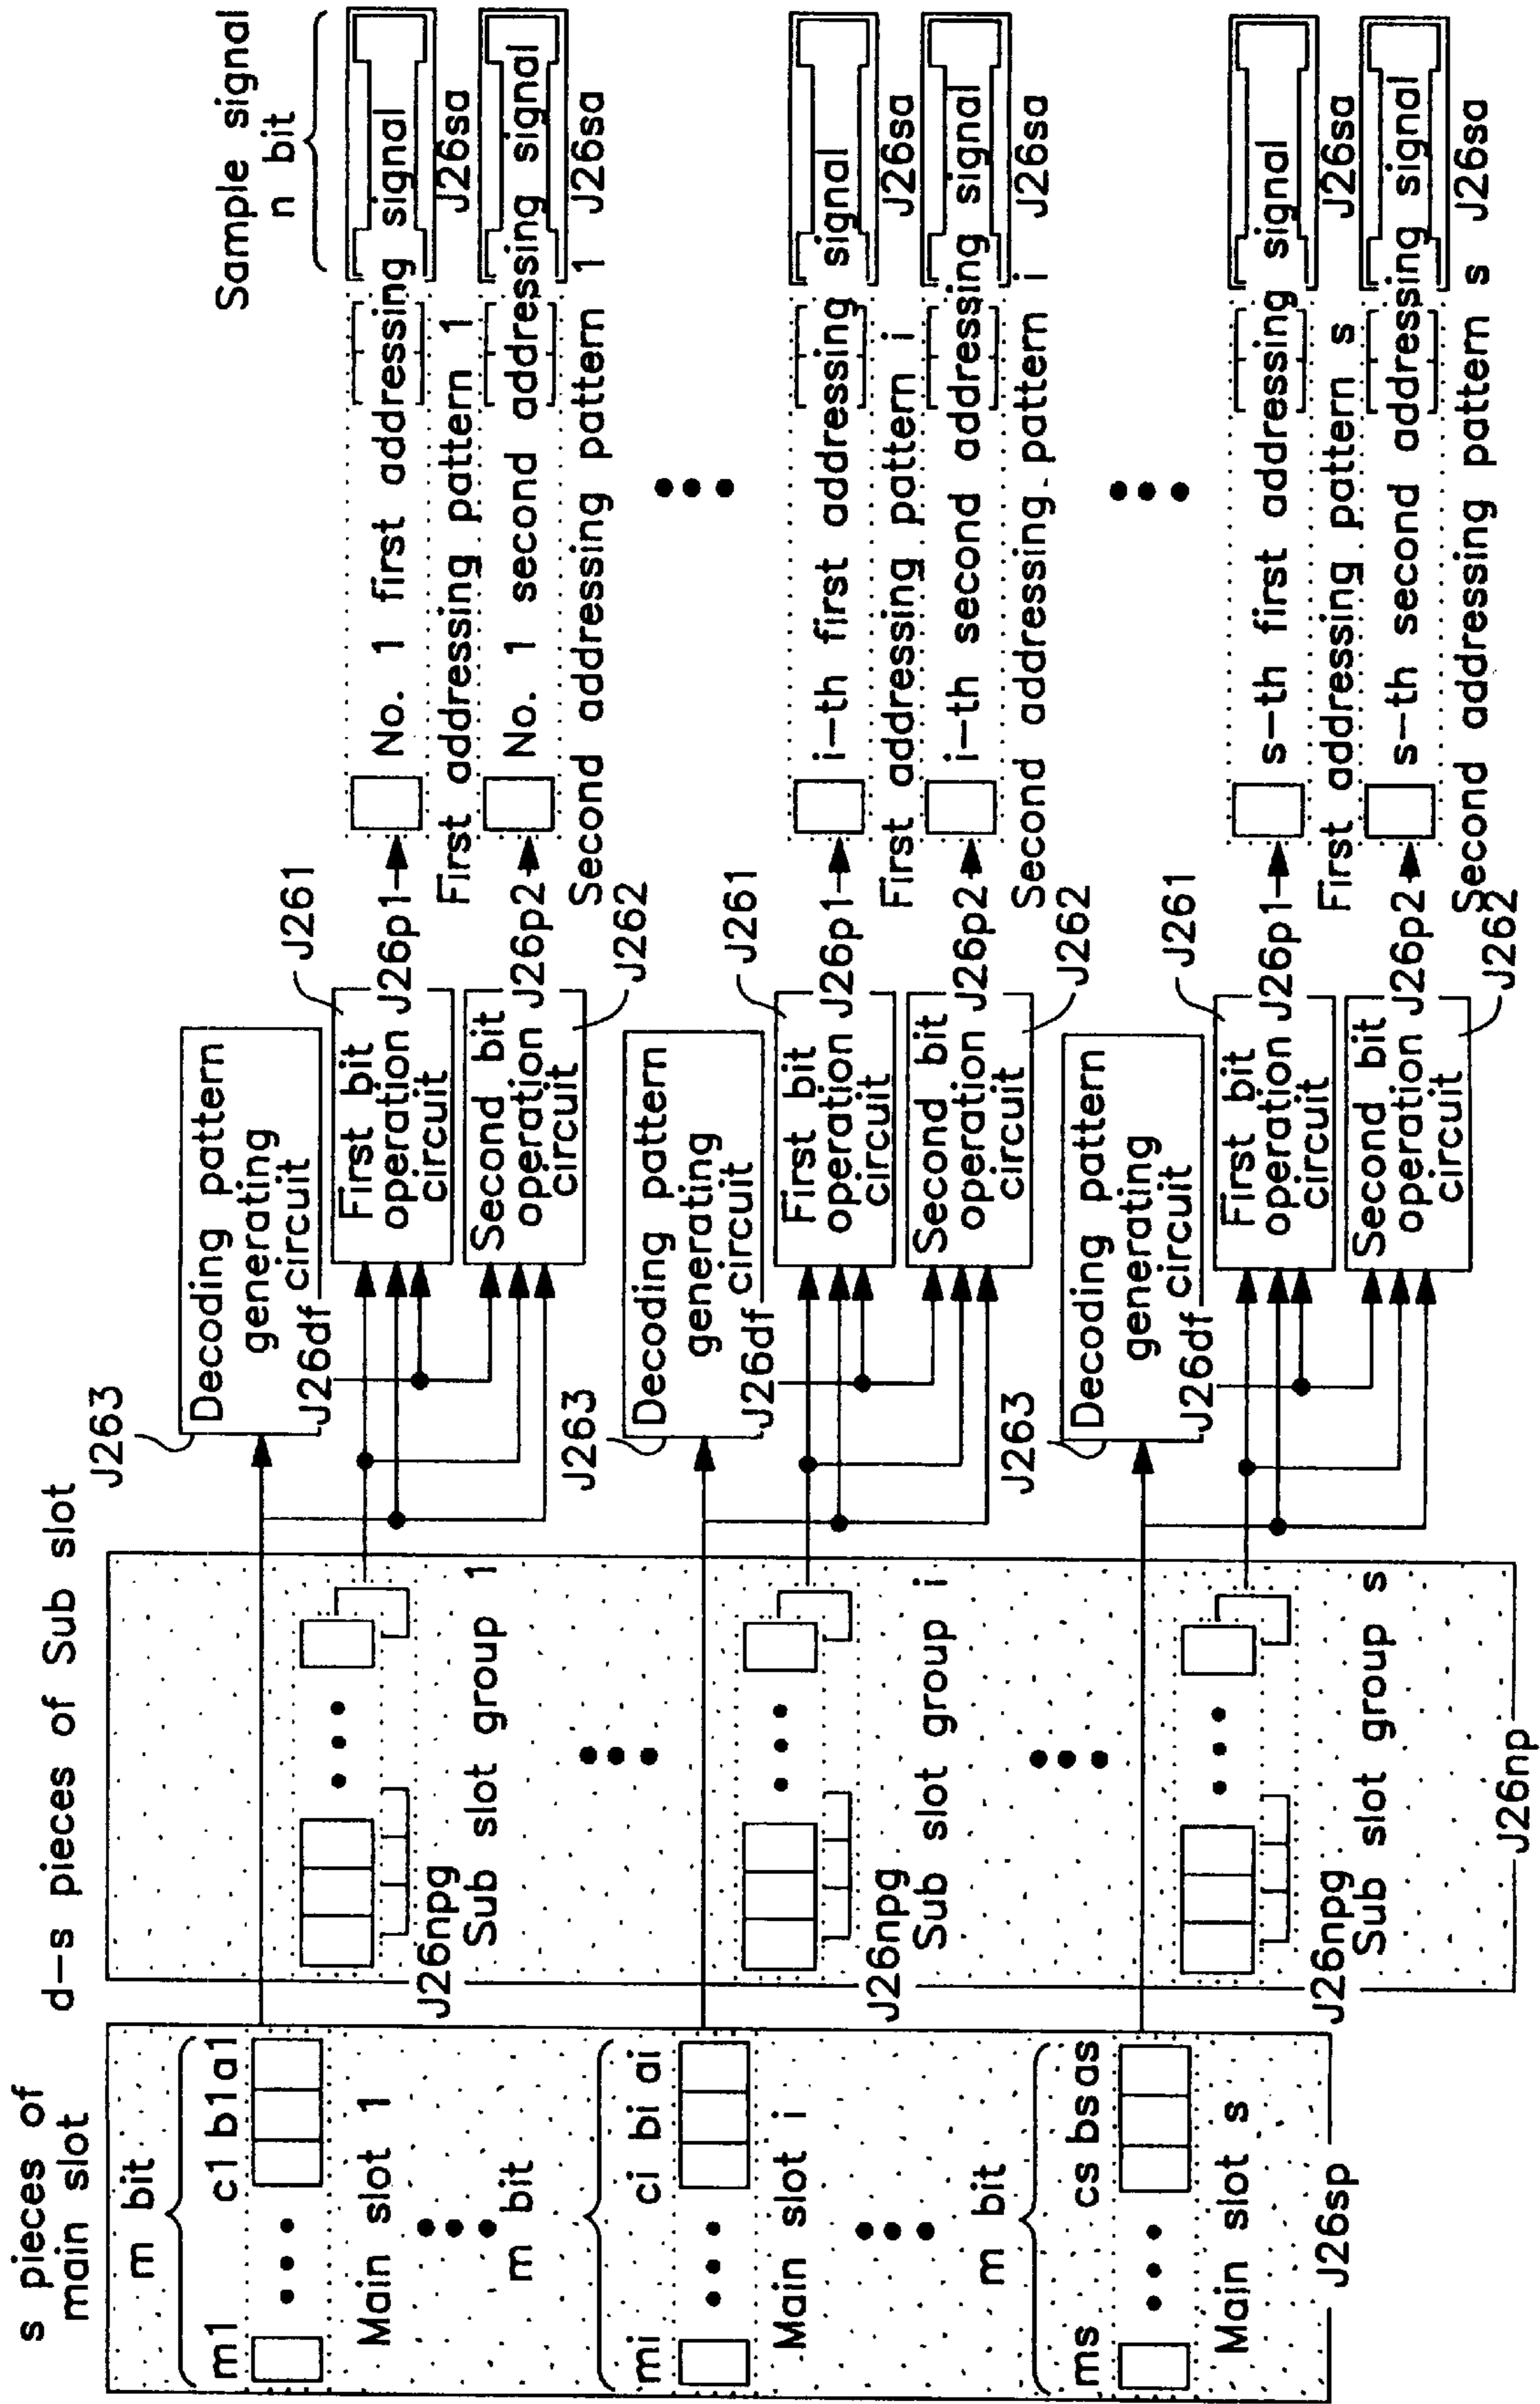 s pieces of
main slot
d-s pieces of Sub slot
Sample signal
n bit
m bit
m1
c1 b1 a1
Main slot 1
J263
Decoding pattern
generating
circuit
J26df
J26npg
Sub slot group 1
J261
First bit
operation
circuit
J26p1
No. 1 first addressing signal
J26sa
First addressing pattern 1
Second bit
operation
circuit
J26p2
J262
No. 1 second addressing signal
Second addressing pattern 1
J26sa
m bit
mi
ci bi ai
Main slot i
J263
Decoding pattern
generating
circuit
J26df
J26npg
Sub slot group i
J261
First bit
operation
circuit
J26p1
i-th first addressing signal
J26sa
First addressing pattern i
Second bit
operation
circuit
J26p2
J262
i-th second addressing signal
Second addressing pattern i
J26sa
m bit
ms
cs bs as
Main slot s
J26sp
J263
Decoding pattern
generating
circuit
J26df
J26npg
Sub slot group s
J26np
J261
First bit
operation
circuit
J26p1
s-th first addressing signal
J26sa
First addressing pattern s
Second bit
operation
circuit
J26p2
J262
s-th second addressing signal
Second addressing pattern s
J26sa